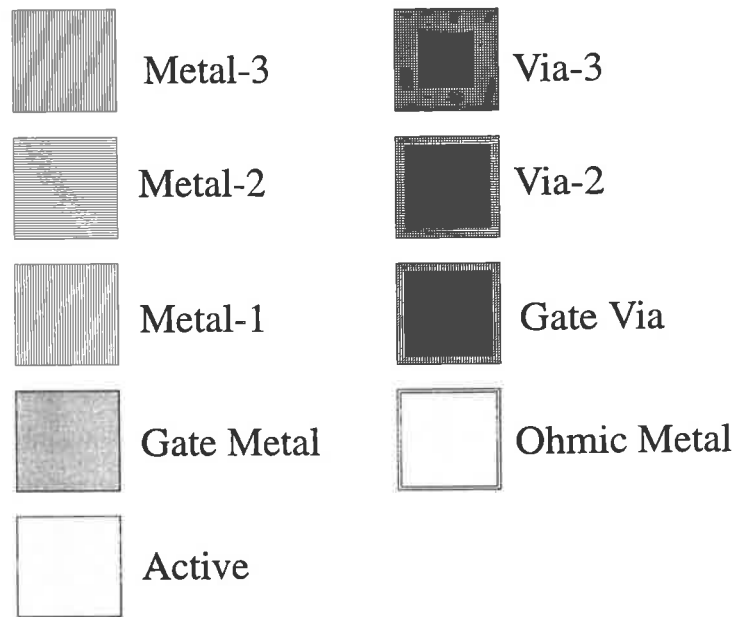 Metal-3
Via-3
Metal-2
Via-2
Metal-1
Gate Via
Gate Metal
Ohmic Metal
Active